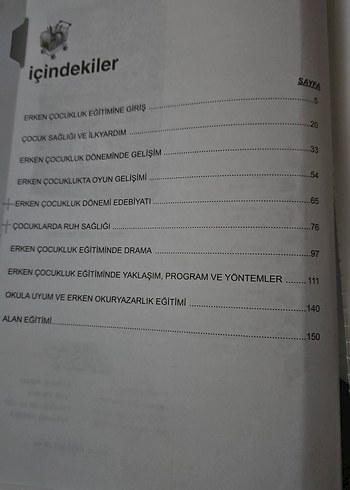 içindekiler
SAYFA
ERKEN ÇOCUKLUK EĞİTİMİNE GİRİŞ ........ 5
ÇOCUK SAĞLIĞI VE İLKYARDIM ........ 20
ERKEN ÇOCUKLUK DÖNEMİNDE GELİŞİM ........ 33
ERKEN ÇOCUKLUKTA OYUN GELİŞİMİ ........ 54
ERKEN ÇOCUKLUK DÖNEMİ EDEBİYATI ........ 65
ÇOCUKLARDA RUH SAĞLIĞI ........ 76
ERKEN ÇOCUKLUK EĞİTİMİNDE DRAMA ........ 97
ERKEN ÇOCUKLUK EĞİTİMİNDE YAKLAŞIM, PROGRAM VE YÖNTEMLER ........ 111
OKULA UYUM VE ERKEN OKURYAZARLIK EĞİTİMİ ........ 140
ALAN EĞİTİMİ ........ 150